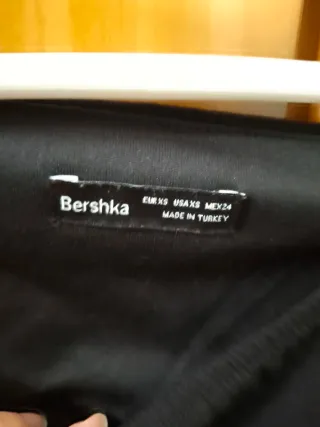 Bershka
EUR XS USA XS MEX 24
MADE IN TURKEY